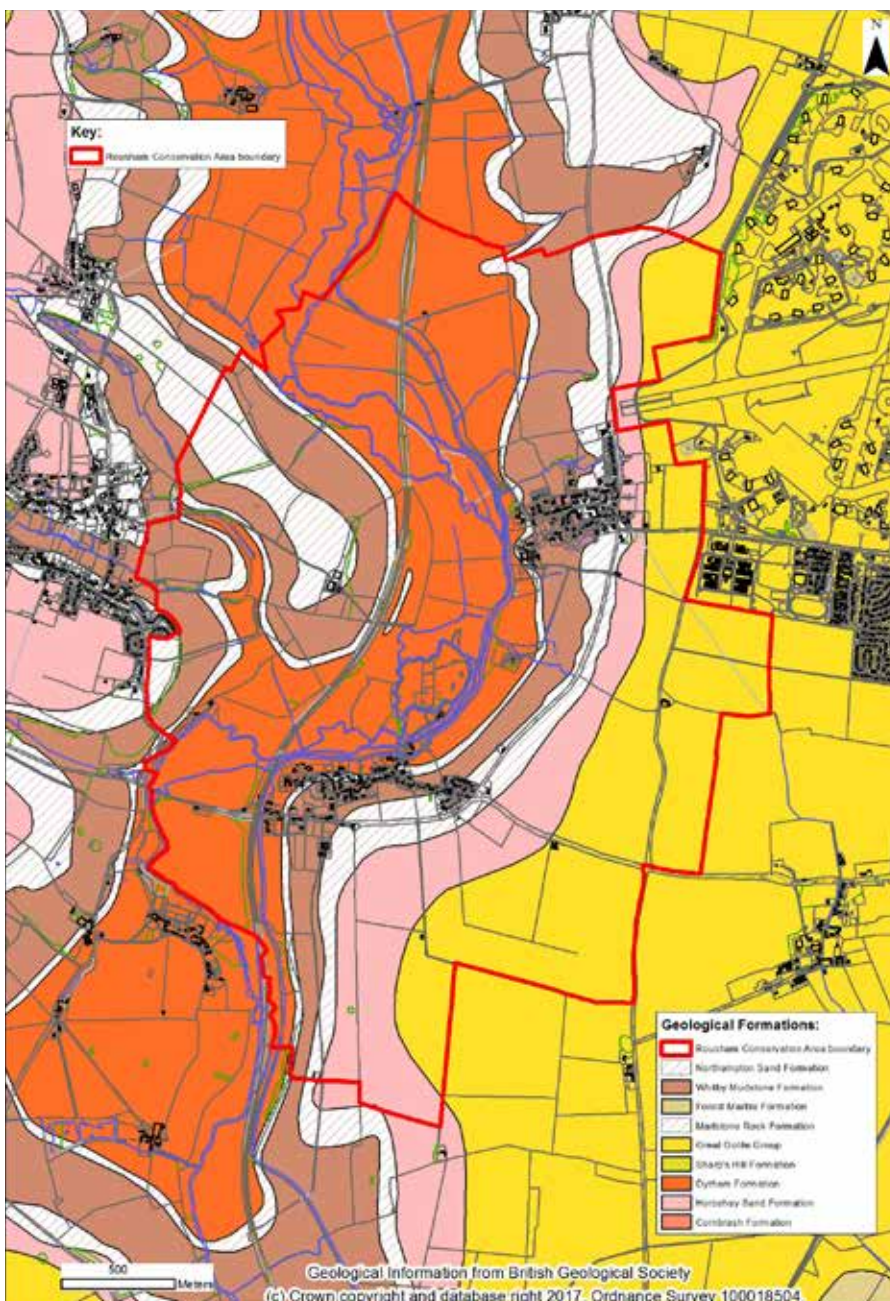 N
Key:
Rousham Conservation Area boundary
Geological Formations:
Rousham Conservation Area boundary
Northampton Sand Formation
Whitby Mudstone Formation
Forest Marble Formation
Marlstone Rock Formation
Great Oolite Group
Sharp's Hill Formation
Dyrham Formation
Horsehay Sand Formation
Cornbrash Formation
500
Meters
Geological Information from British Geological Society
(c) Crown copyright and database right 2017. Ordnance Survey 100018504